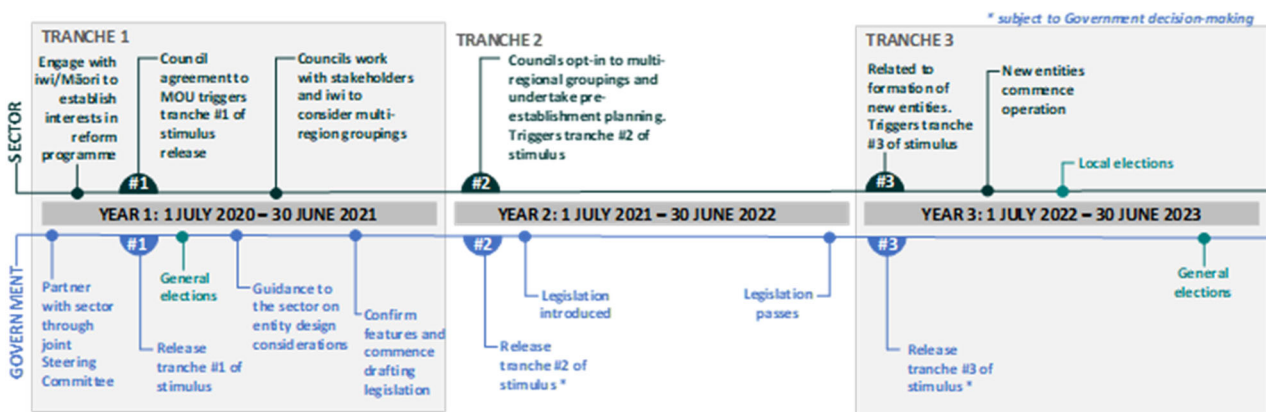 * subject to Government decision-making
TRANCHE 1
Engage with
iwi/Māori to
establish
interests in
reform
programme
Council
agreement to
MOU triggers
tranche #1 of
stimulus
release
Councils work
with stakeholders
and iwi to
consider multi-
region groupings
TRANCHE 2
Councils opt-in to multi-
regional groupings and
undertake pre-
establishment planning.
Triggers tranche #2 of
stimulus
TRANCHE 3
Related to
formation of
new entities.
Triggers tranche
#3 of stimulus
New entities
commence
operation
Local elections
SECTOR
#1
#2
#3
YEAR 1: 1 JULY 2020 – 30 JUNE 2021
YEAR 2: 1 JULY 2021 – 30 JUNE 2022
YEAR 3: 1 JULY 2022 – 30 JUNE 2023
GOVERNMENT
#1
#2
#3
Partner
with sector
through
joint
Steering
Committee
Release
tranche #1 of
stimulus
General
elections
Guidance to
the sector on
entity design
considerations
Confirm
features and
commence
drafting
legislation
Release
tranche #2 of
stimulus *
Legislation
introduced
Legislation
passes
Release
tranche #3 of
stimulus *
General
elections